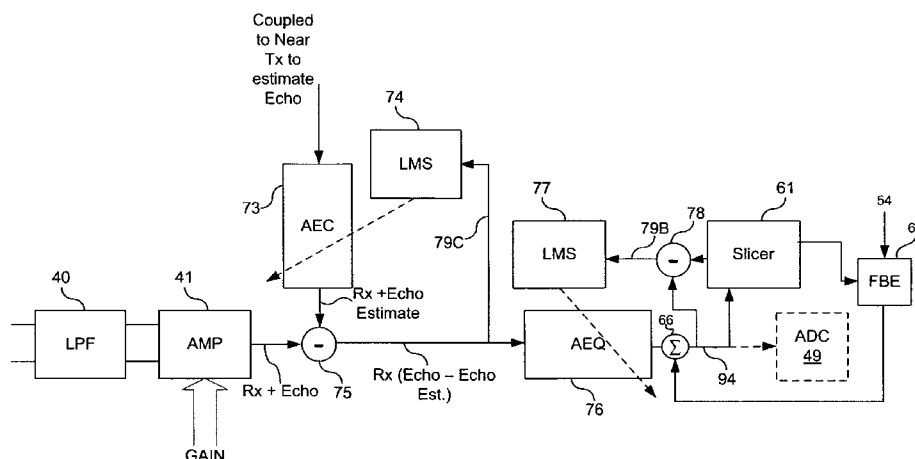 Coupled
to Near
Tx to
estimate
Echo
74
LMS
73
AEC
79C
77
LMS
79B
78
-
61
Slicer
54
6
FBE
40
LPF
41
AMP
Rx + Echo
Rx +Echo
Estimate
-
75
Rx (Echo – Echo
Est.)
AEQ
76
66
Σ
94
ADC
49
GAIN